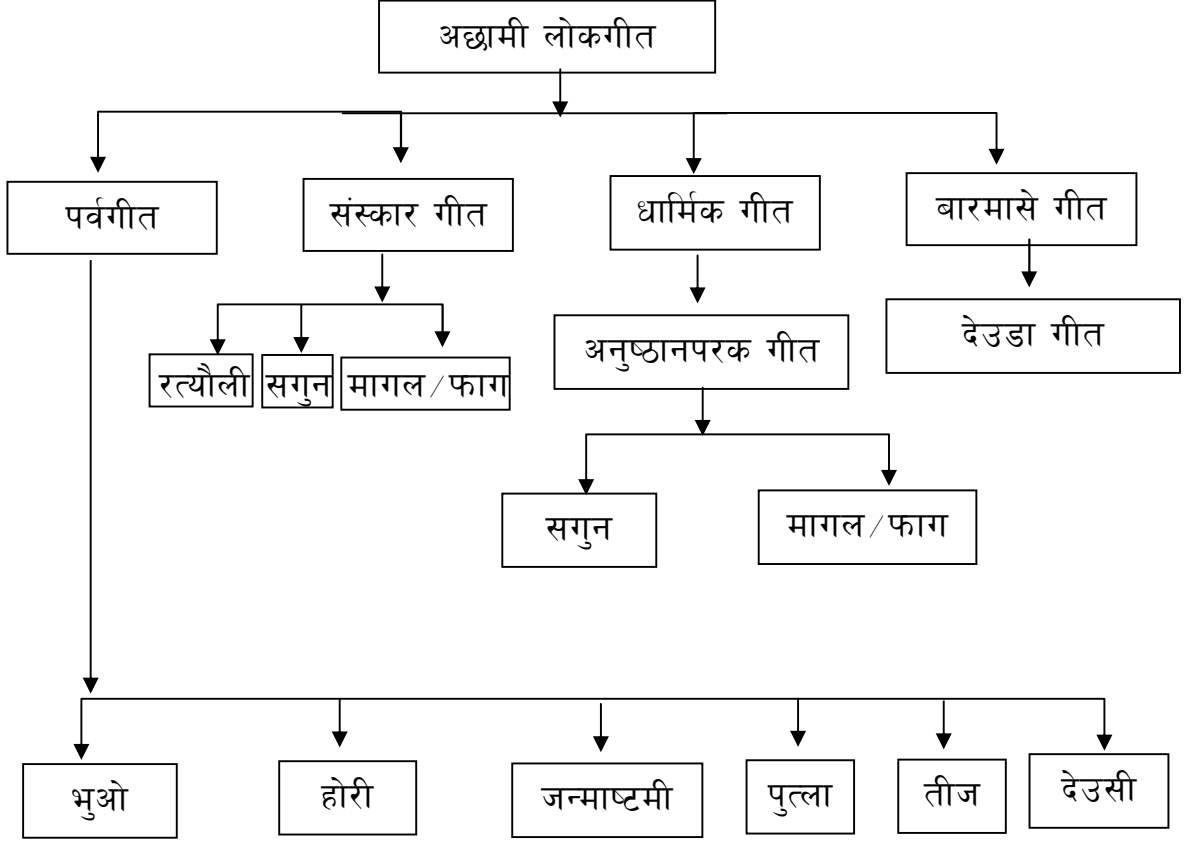 अछामी लोकगीत
पर्वगीत
संस्कार गीत
धार्मिक गीत
बारमासे गीत
रत्यौली
सगुन
मागल/फाग
अनुष्ठानपरक गीत
देउडा गीत
सगुन
मागल/फाग
भुओ
होरी
जन्माष्टमी
पुत्ला
तीज
देउसी